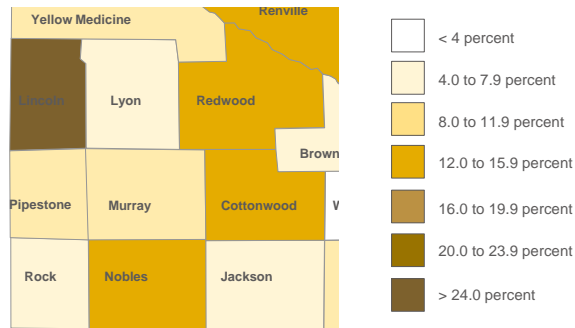 Renville
Yellow Medicine
Lincoln
Lyon
Redwood
Brown
Pipestone
Murray
Cottonwood
W
Rock
Nobles
Jackson
< 4 percent
4.0 to 7.9 percent
8.0 to 11.9 percent
12.0 to 15.9 percent
16.0 to 19.9 percent
20.0 to 23.9 percent
> 24.0 percent